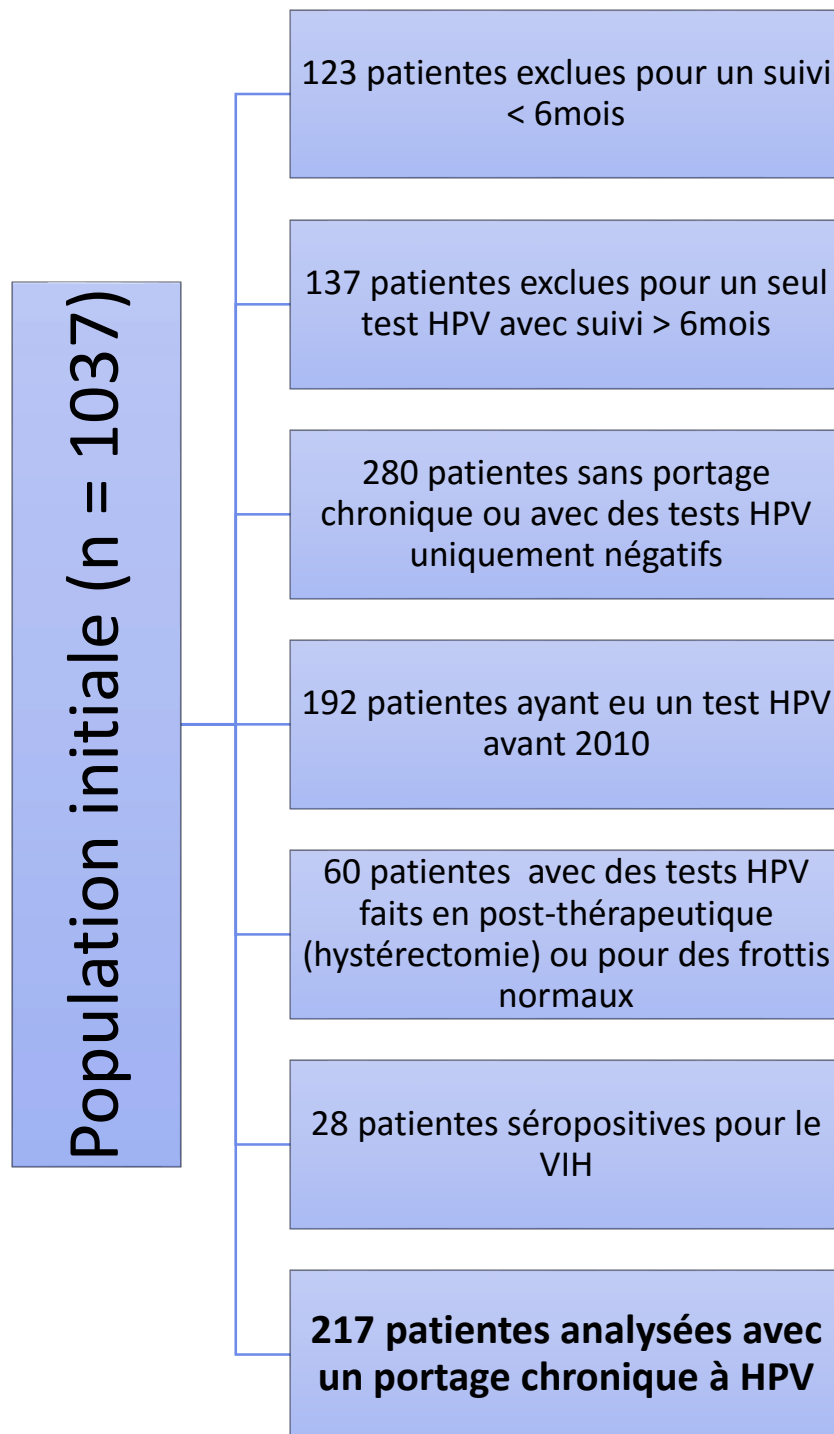 Population initiale (n = 1037)
123 patientes exclues pour un suivi
< 6mois
137 patientes exclues pour un seul
test HPV avec suivi > 6mois
280 patientes sans portage
chronique ou avec des tests HPV
uniquement négatifs
192 patientes ayant eu un test HPV
avant 2010
60 patientes avec des tests HPV
faits en post-thérapeutique
(hystérectomie) ou pour des frottis
normaux
28 patientes séropositives pour le
VIH
217 patientes analysées avec
un portage chronique à HPV